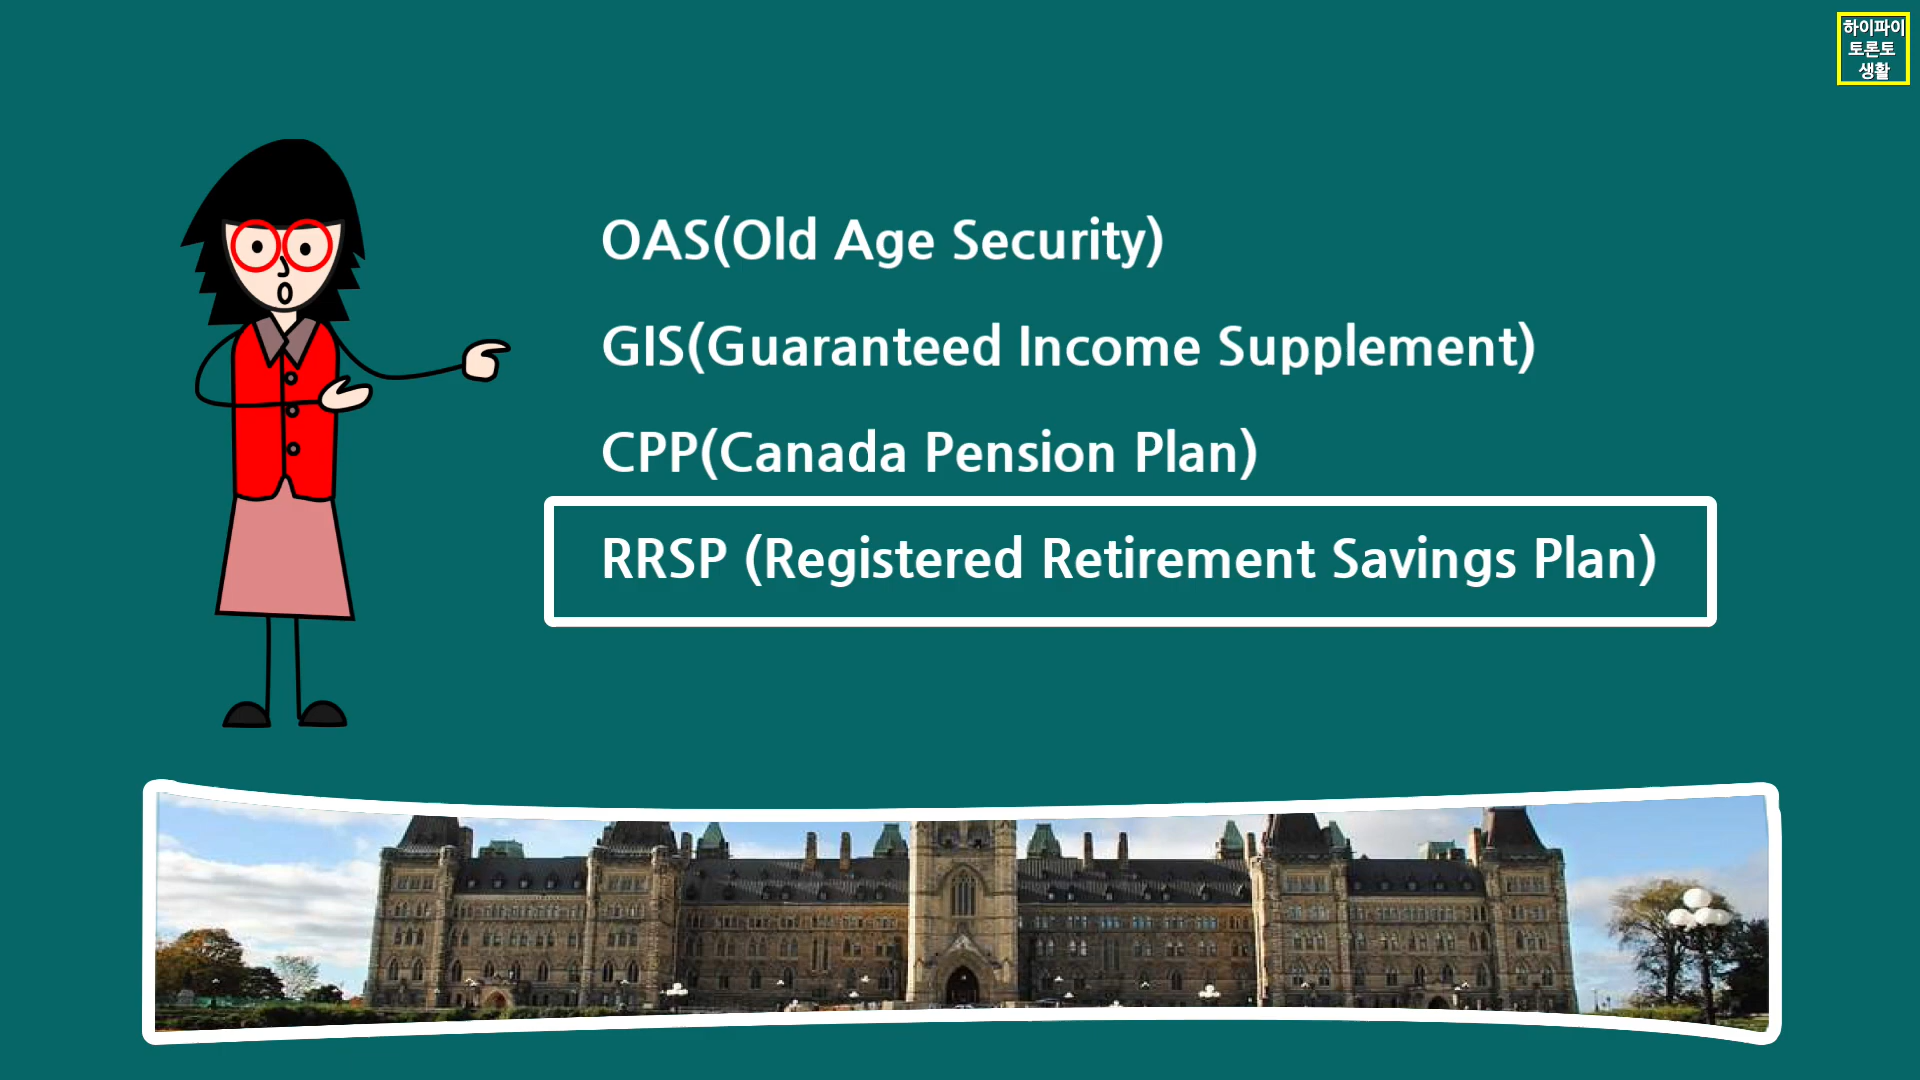 하이파이
토론토
생활
OAS(Old Age Security)
GIS(Guaranteed Income Supplement)
CPP(Canada Pension Plan)
RRSP (Registered Retirement Savings Plan)